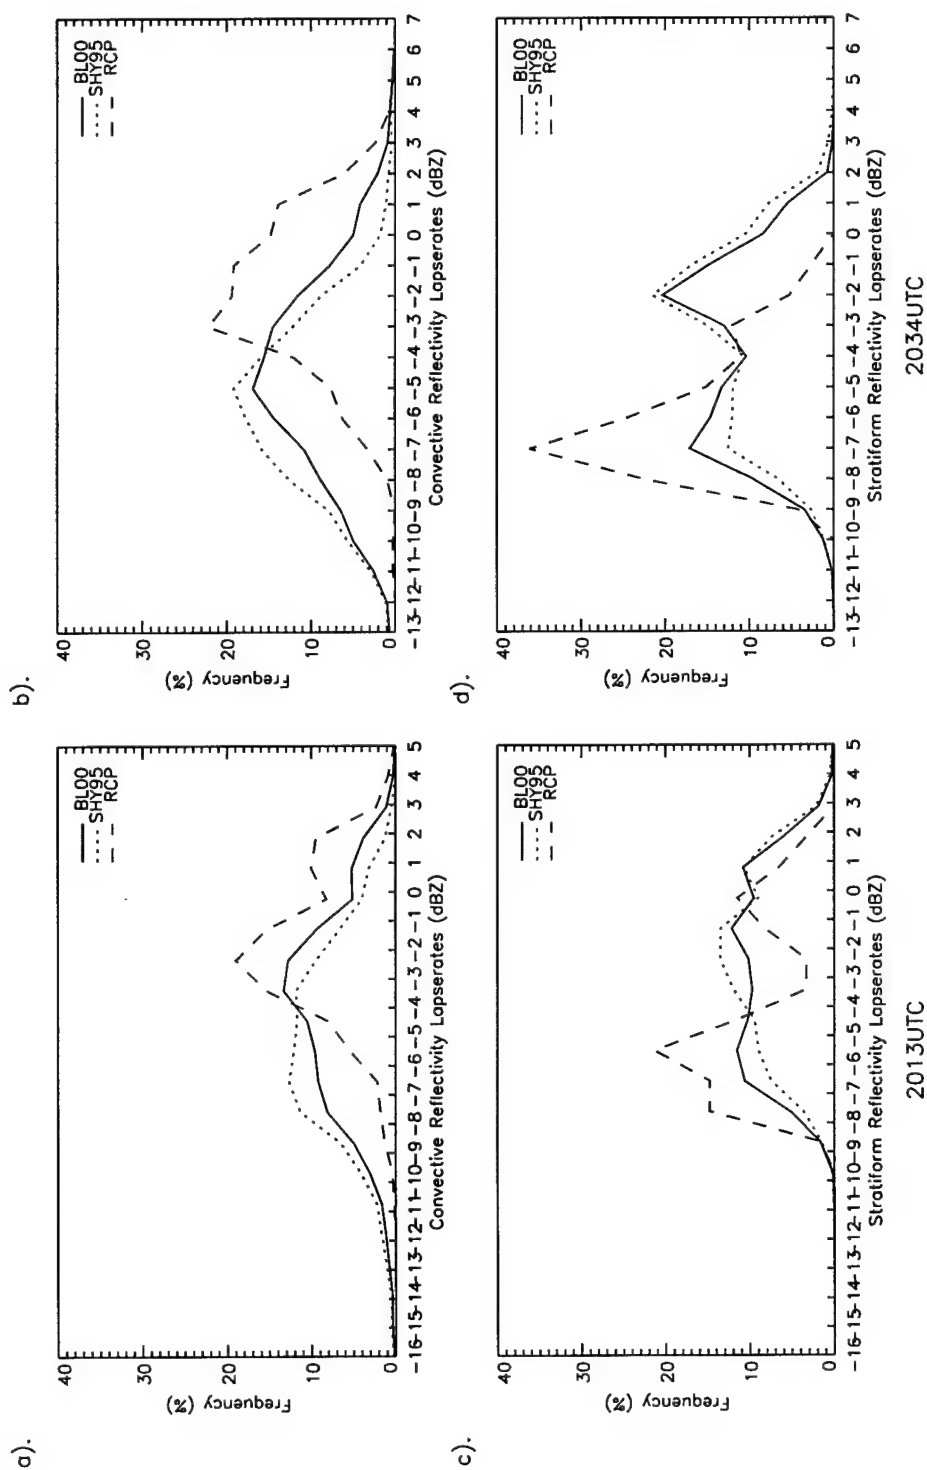 a).
40
30
20
10
0
Frequency (%)
BL00
SHY95
RCP
-16-15-14-13-12-11-10-9 -8 -7 -6 -5 -4 -3 -2 -1 0 1 2 3 4 5
Convective Reflectivity Lapserates (dBZ)
b).
40
30
20
10
0
Frequency (%)
BL00
SHY95
RCP
-13-12-11-10-9 -8 -7 -6 -5 -4 -3 -2 -1 0 1 2 3 4 5 6 7
Convective Reflectivity Lapserates (dBZ)
c).
40
30
20
10
0
Frequency (%)
BL00
SHY95
RCP
-16-15-14-13-12-11-10-9 -8 -7 -6 -5 -4 -3 -2 -1 0 1 2 3 4 5
Stratiform Reflectivity Lapserates (dBZ)
2013UTC
d).
40
30
20
10
0
Frequency (%)
BL00
SHY95
RCP
-13-12-11-10-9 -8 -7 -6 -5 -4 -3 -2 -1 0 1 2 3 4 5 6 7
Stratiform Reflectivity Lapserates (dBZ)
2034UTC